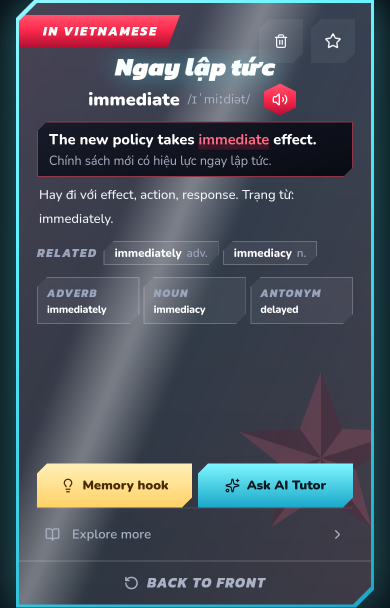 IN VIETNAMESE
Ngay lập tức
immediate /ɪˈmiːdiət/
The new policy takes immediate effect.
Chính sách mới có hiệu lực ngay lập tức.
Hay đi với effect, action, response. Trạng từ:
immediately.
RELATED immediately adv. immediacy n.
ADVERB NOUN ANTONYM
immediately immediacy delayed
Memory hook Ask AI Tutor
Explore more
BACK TO FRONT